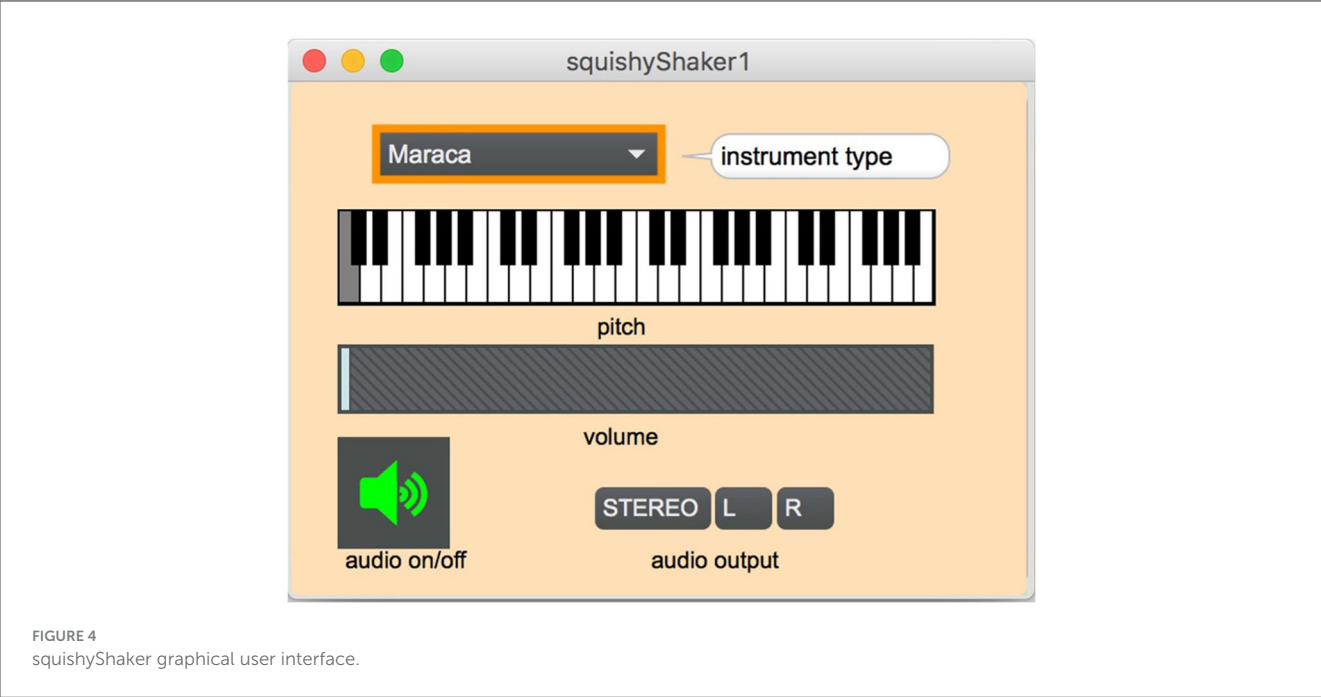 squishyShaker1
Maraca
instrument type
pitch
volume
STEREO L R
audio on/off
audio output
FIGURE 4
squishyShaker graphical user interface.